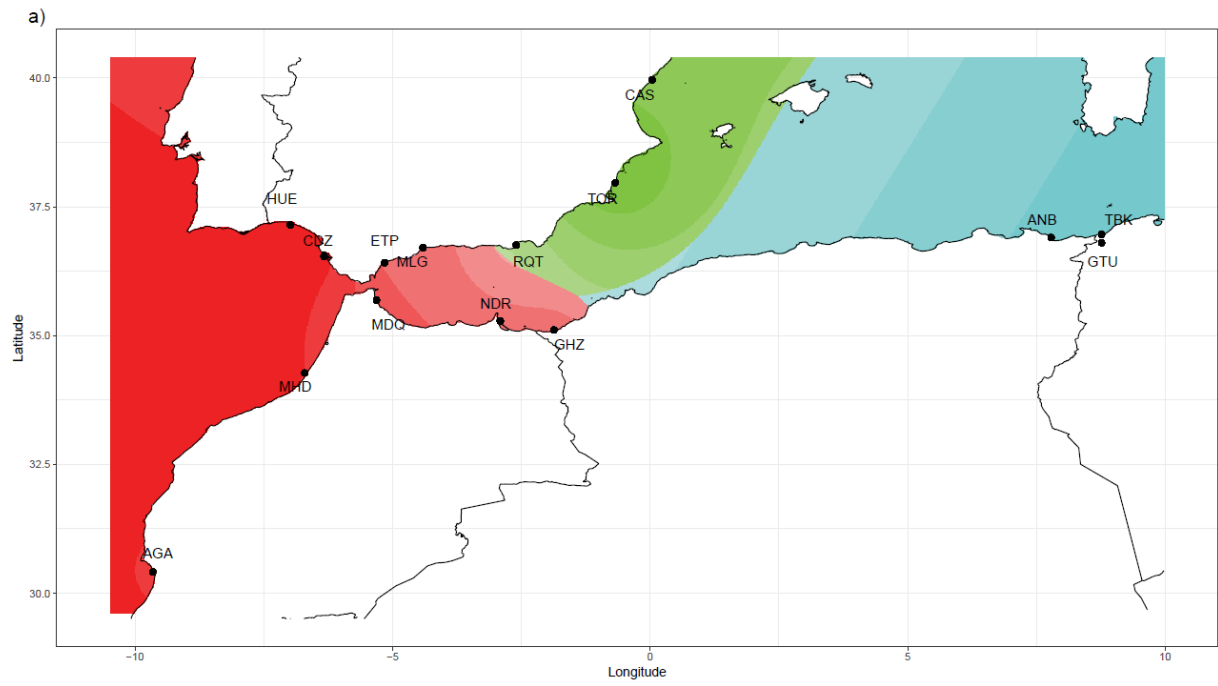 a)
40.0
CAS
37.5
TOR
HUE
CDZ
ETP
MLG
RQT
ANB
TBK
GTU
Latitude
35.0
NDR
MDQ
GHZ
MHD
32.5
AGA
30.0
−10
−5
0
5
10
Longitude